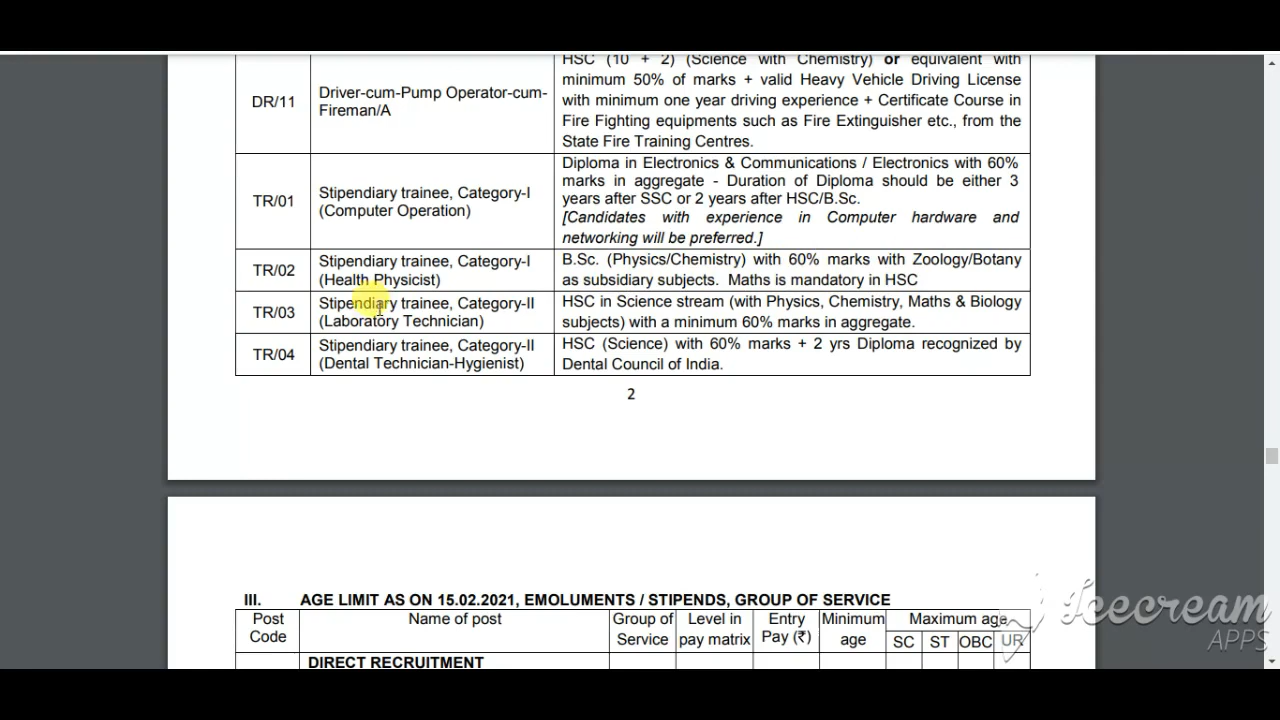 HSC (10 + 2) (Science with Chemistry) or equivalent with
minimum 50% of marks + valid Heavy Vehicle Driving License
DR/11 Driver-cum-Pump Operator-cum- with minimum one year driving experience + Certificate Course in
Fireman/A Fire Fighting equipments such as Fire Extinguisher etc., from the
State Fire Training Centres.
Diploma in Electronics & Communications / Electronics with 60%
marks in aggregate - Duration of Diploma should be either 3
TR/01 Stipendiary trainee, Category-I years after SSC or 2 years after HSC/B.Sc.
(Computer Operation) [Candidates with experience in Computer hardware and
networking will be preferred.]
TR/02 Stipendiary trainee, Category-I B.Sc. (Physics/Chemistry) with 60% marks with Zoology/Botany
(Health Physicist) as subsidiary subjects. Maths is mandatory in HSC
TR/03 Stipendiary trainee, Category-II HSC in Science stream (with Physics, Chemistry, Maths & Biology
(Laboratory Technician) subjects) with a minimum 60% marks in aggregate.
TR/04 Stipendiary trainee, Category-II HSC (Science) with 60% marks + 2 yrs Diploma recognized by
(Dental Technician-Hygienist) Dental Council of India.
2
III. AGE LIMIT AS ON 15.02.2021, EMOLUMENTS / STIPENDS, GROUP OF SERVICE
Post Name of post Group of Level in Entry Minimum Maximum age
Code Service pay matrix Pay (₹) age SC ST OBC UR
DIRECT RECRUITMENT
Icecream
APPS